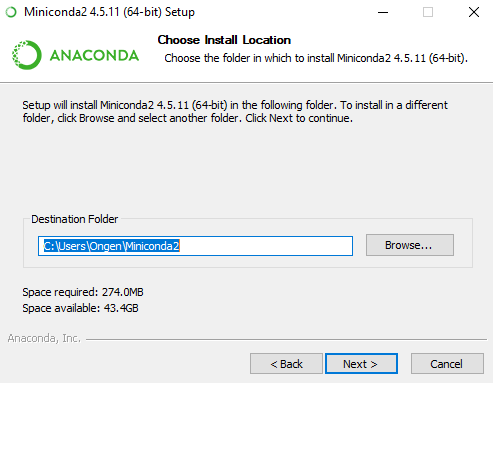 Miniconda2 4.5.11 (64-bit) Setup
ANACONDA
Choose Install Location
Choose the folder in which to install Miniconda2 4.5.11 (64-bit).
Setup will install Miniconda2 4.5.11 (64-bit) in the following folder. To install in a different
folder, click Browse and select another folder. Click Next to continue.
Destination Folder
C:\Users\Ongen\Miniconda2
Browse...
Space required: 274.0MB
Space available: 43.4GB
Anaconda, Inc.
< Back
Next >
Cancel